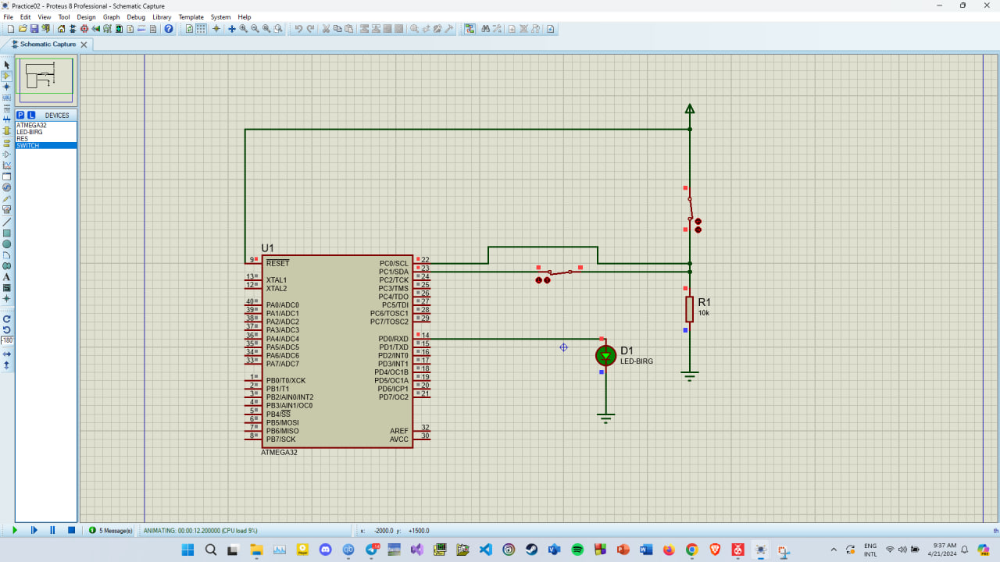 Practice02 - Proteus 8 Professional - Schematic Capture
File Edit View Tool Design Graph Debug Library Template System Help
Schematic Capture
P L DEVICES
ATMEGA32
LED-BIRG
RES
SWITCH
-180
U1
9 RESET
13 XTAL1
12 XTAL2
40 PA0/ADC0
39 PA1/ADC1
38 PA2/ADC2
37 PA3/ADC3
36 PA4/ADC4
35 PA5/ADC5
34 PA6/ADC6
33 PA7/ADC7
1 PB0/T0/XCK
2 PB1/T1
3 PB2/AIN0/INT2
4 PB3/AIN1/OC0
5 PB4/SS
6 PB5/MOSI
7 PB6/MISO
8 PB7/SCK
PC0/SCL 22
PC1/SDA 23
PC2/TCK 24
PC3/TMS 25
PC4/TDO 26
PC5/TDI 27
PC6/TOSC1 28
PC7/TOSC2 29
PD0/RXD 14
PD1/TXD 15
PD2/INT0 16
PD3/INT1 17
PD4/OC1B 18
PD5/OC1A 19
PD6/ICP1 20
PD7/OC2 21
AREF 32
AVCC 30
ATMEGA32
R1
10k
D1
LED-BIRG
5 Message(s) ANIMATING: 00:00:12.200000 (CPU load 9%) x: -2000.0 y: +1500.0 th
ENG
INTL
9:37 AM
4/21/2024